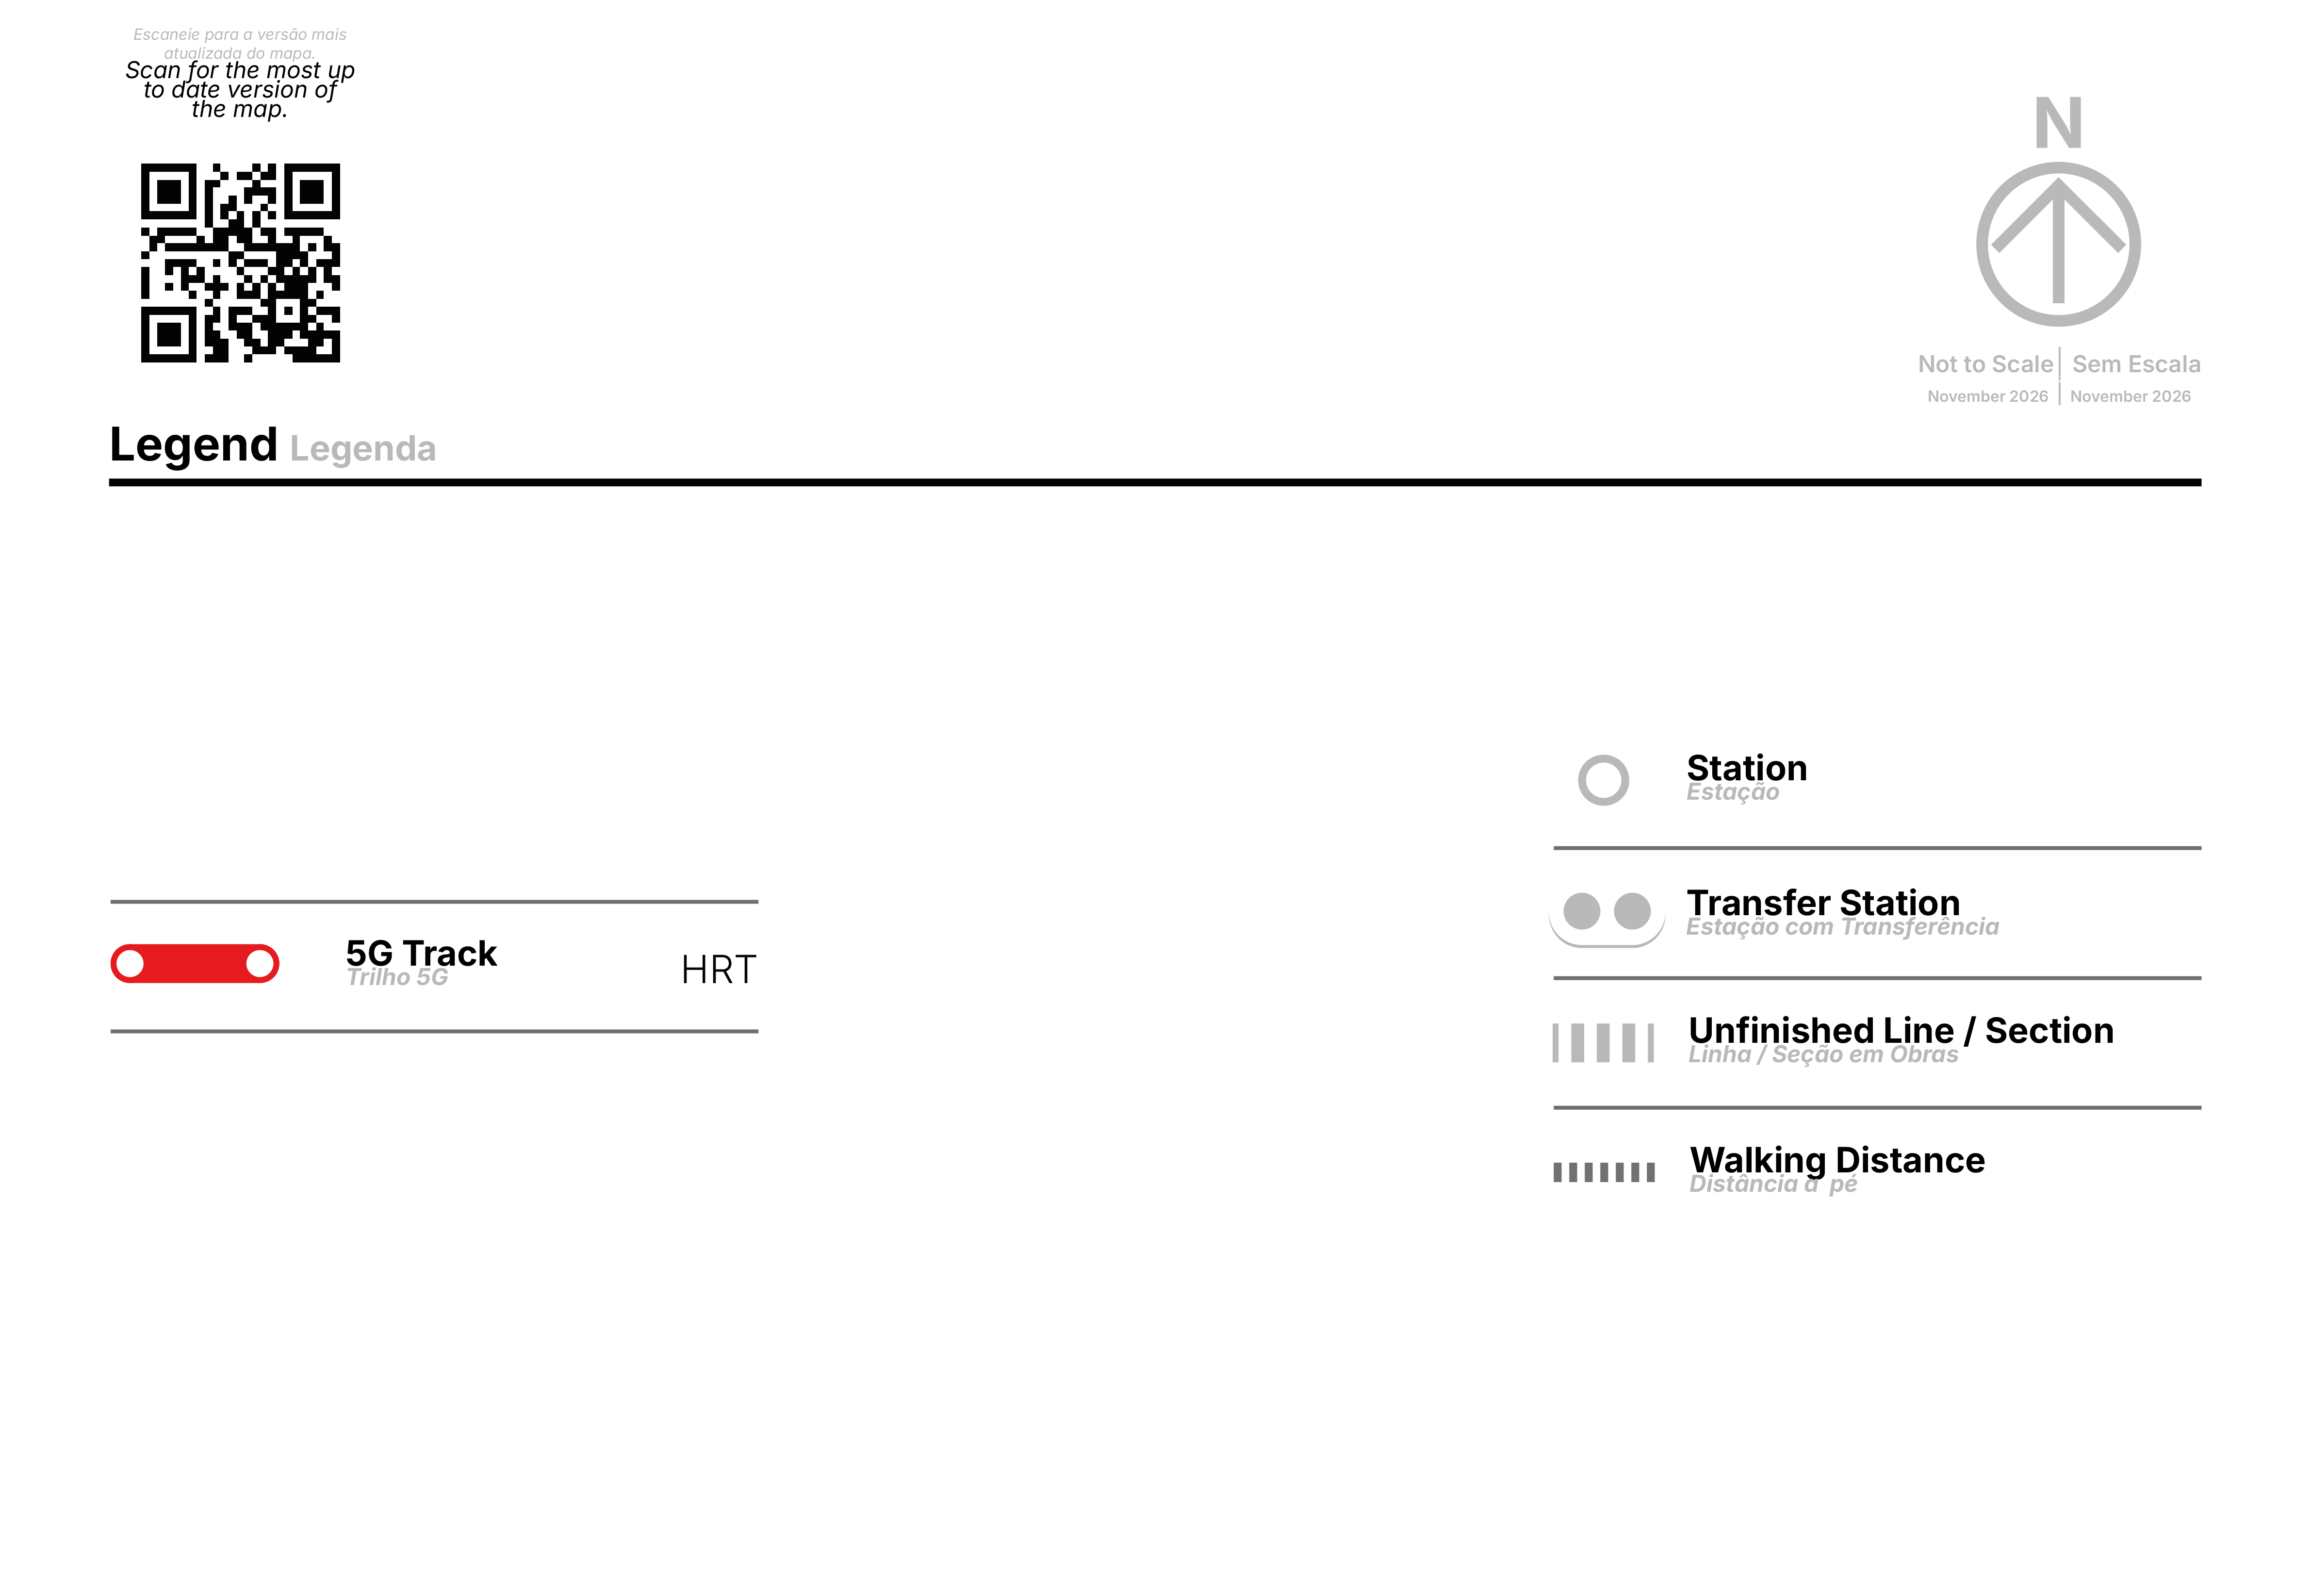 Escaneie para a versão mais
atualizada do mapa.
Scan for the most up
to date version of
the map.
N
Not to Scale | Sem Escala
November 2026 | November 2026
Legend Legenda
Station
Estação
Transfer Station
Estação com Transferência
5G Track
Trilho 5G
HRT
Unfinished Line / Section
Linha / Seção em Obras
Walking Distance
Distância à pé